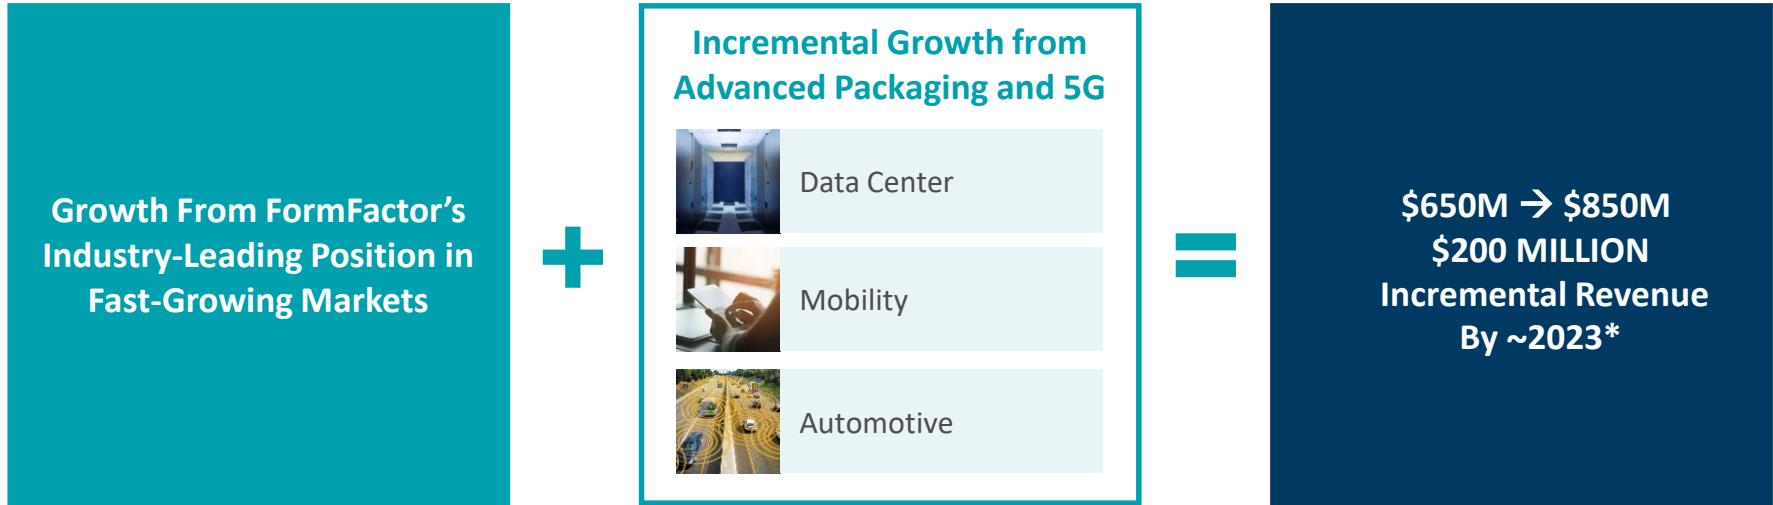 Growth From FormFactor’s
Industry-Leading Position in
Fast-Growing Markets
+
Incremental Growth from
Advanced Packaging and 5G
Data Center
Mobility
Automotive
=
$650M → $850M
$200 MILLION
Incremental Revenue
By ~2023*